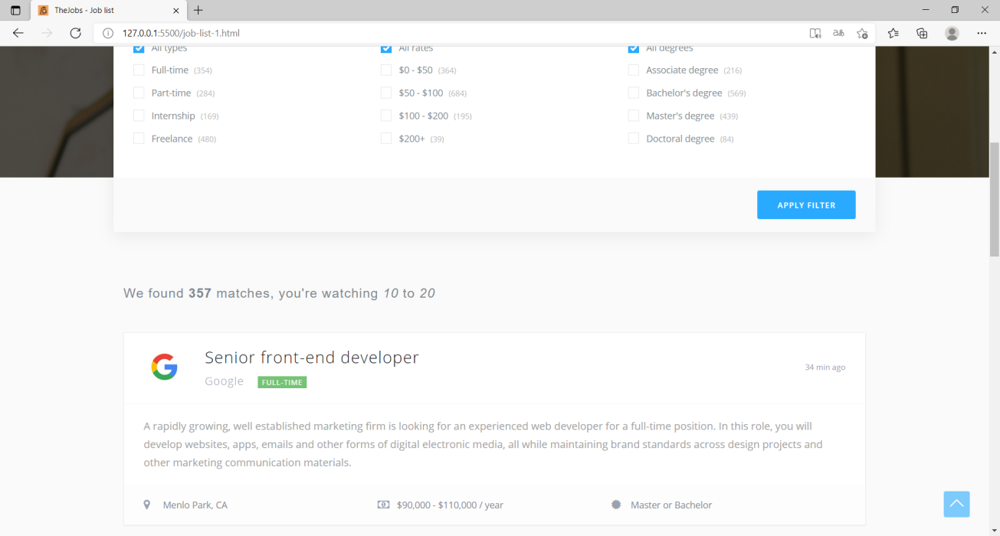 TheJobs - Job list
127.0.0.1:5500/job-list-1.html
All types
All rates
All degrees
Full-time (354)
$0 - $50 (364)
Associate degree (216)
Part-time (284)
$50 - $100 (684)
Bachelor's degree (569)
Internship (169)
$100 - $200 (195)
Master's degree (439)
Freelance (480)
$200+ (39)
Doctoral degree (84)
APPLY FILTER
We found 357 matches, you're watching 10 to 20
Senior front-end developer
34 min ago
Google FULL-TIME
A rapidly growing, well established marketing firm is looking for an experienced web developer for a full-time position. In this role, you will
develop websites, apps, emails and other forms of digital electronic media, all while maintaining brand standards across design projects and
other marketing communication materials.
Menlo Park, CA
$90,000 - $110,000 / year
Master or Bachelor